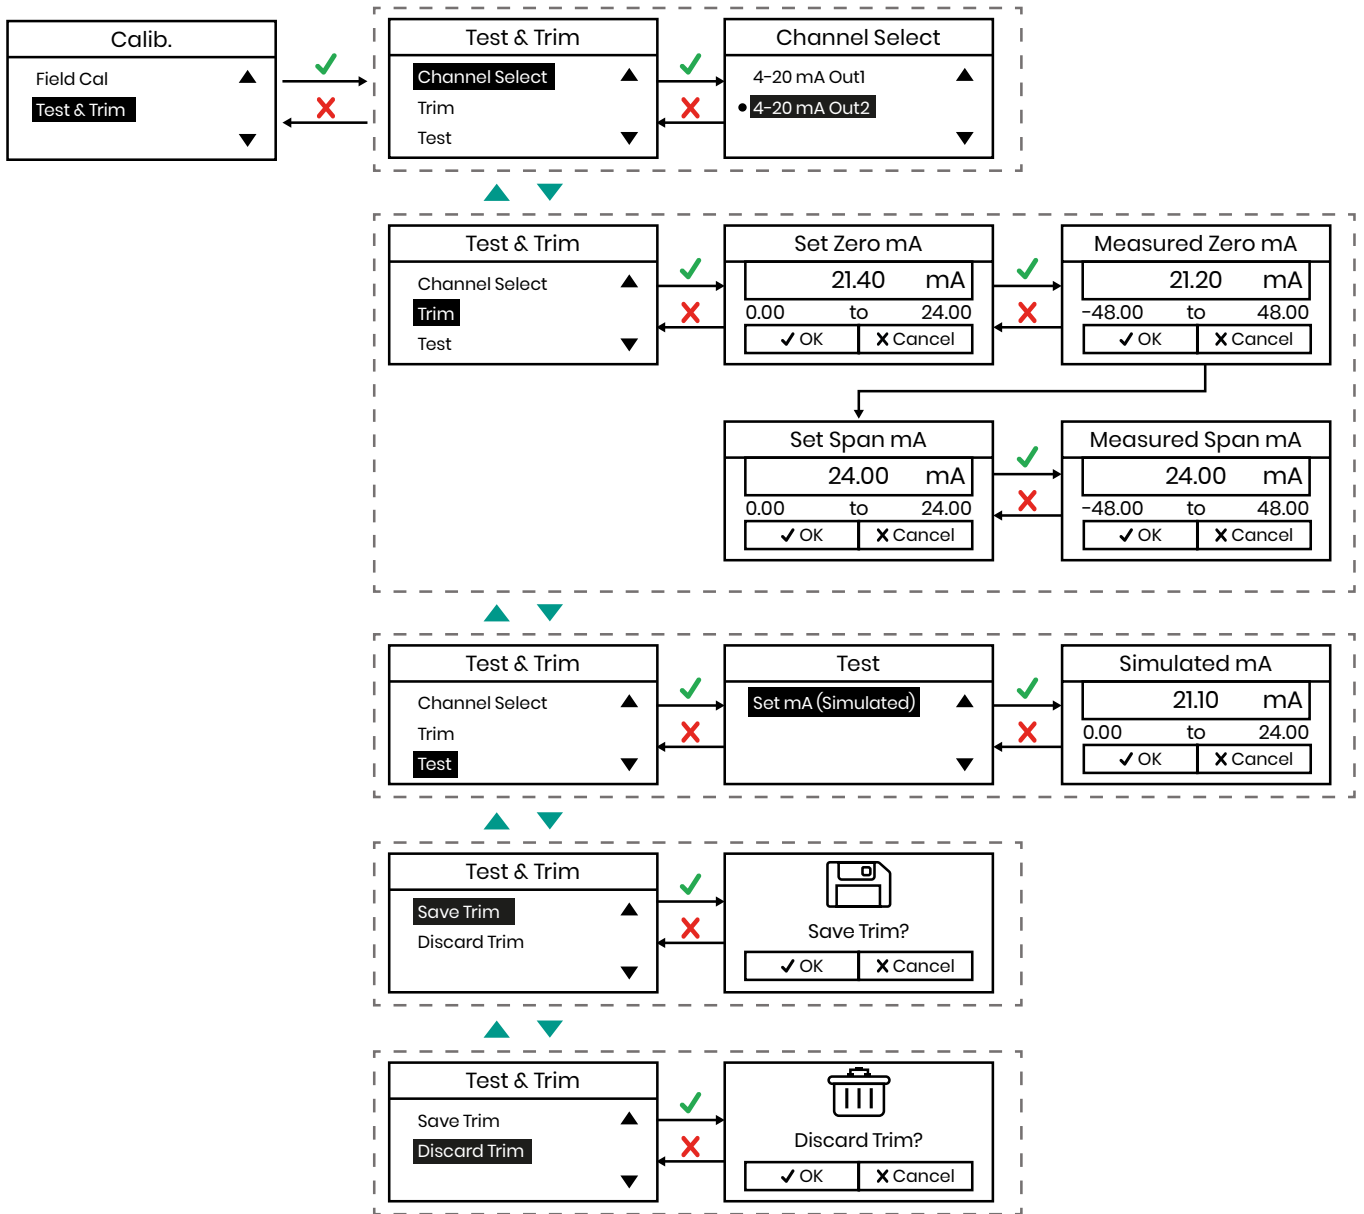 Calib.
Field Cal
Test & Trim
Test & Trim
Channel Select
Trim
Test
Channel Select
4-20 mA Out1
4-20 mA Out2
Test & Trim
Channel Select
Trim
Test
Set Zero mA
21.40 mA
0.00 to 24.00
OK Cancel
Measured Zero mA
21.20 mA
-48.00 to 48.00
OK Cancel
Set Span mA
24.00 mA
0.00 to 24.00
OK Cancel
Measured Span mA
24.00 mA
-48.00 to 48.00
OK Cancel
Test & Trim
Channel Select
Trim
Test
Test
Set mA (Simulated)
Simulated mA
21.10 mA
0.00 to 24.00
OK Cancel
Test & Trim
Save Trim
Discard Trim
Save Trim?
OK Cancel
Test & Trim
Save Trim
Discard Trim
Discard Trim?
OK Cancel